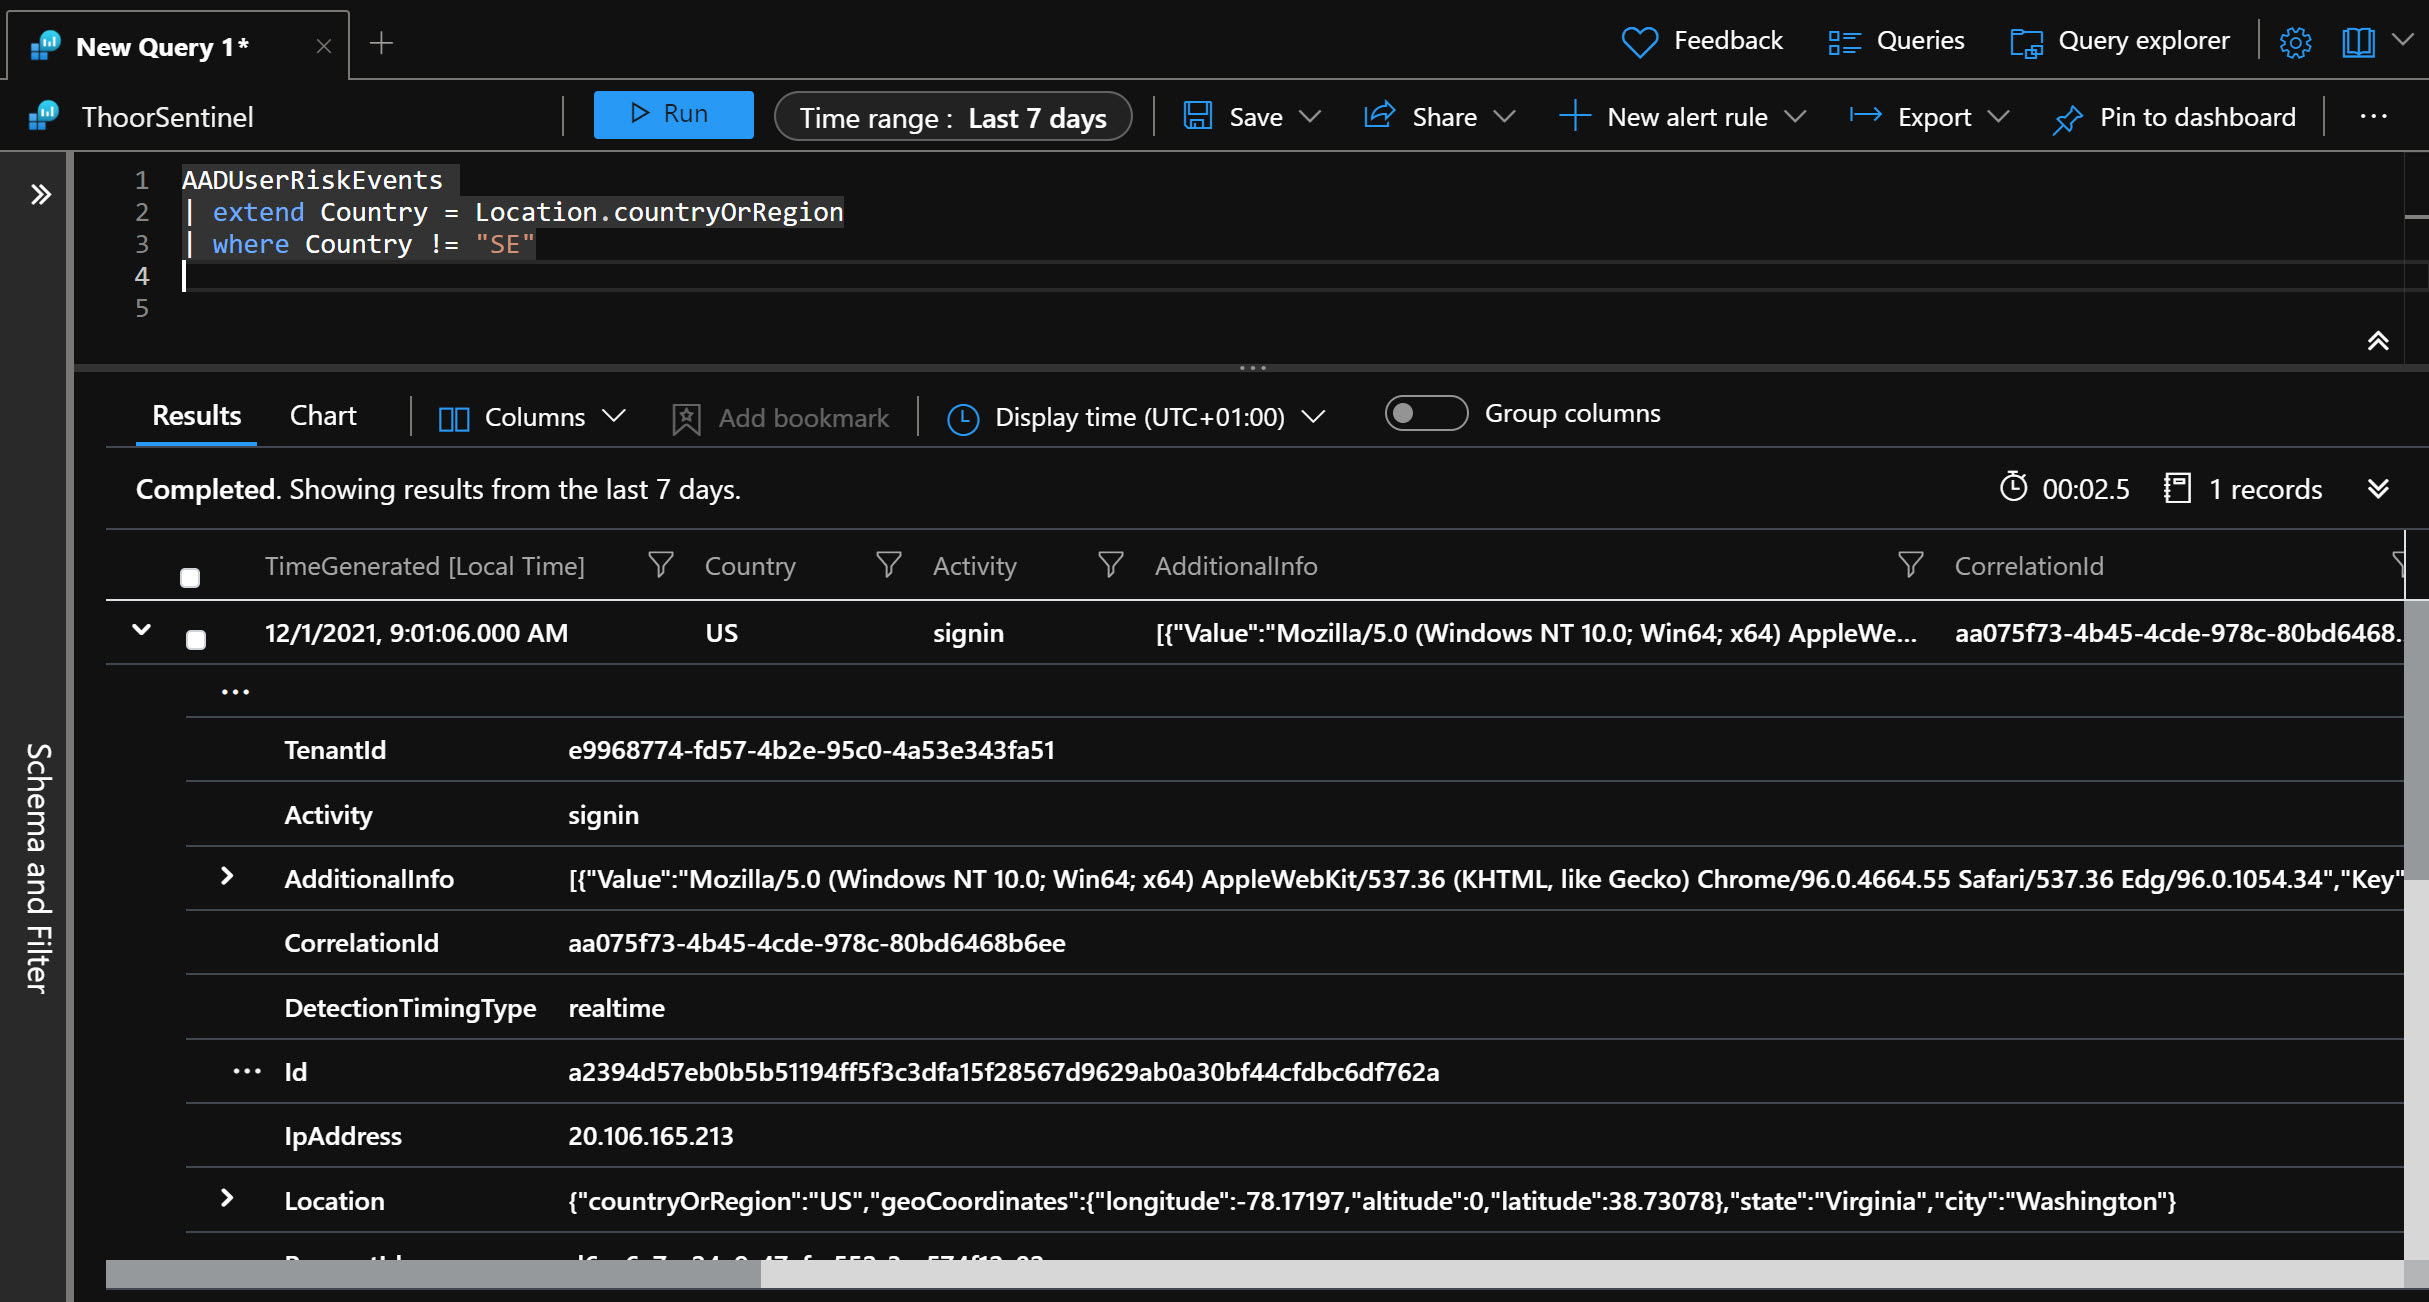 New Query 1*
Feedback
Queries
Query explorer
ThoorSentinel
Run
Time range : Last 7 days
Save
Share
New alert rule
Export
Pin to dashboard
1 AADUserRiskEvents
2 | extend Country = Location.countryOrRegion
3 | where Country != "SE"
4
5
Schema and Filter
Results
Chart
Columns
Add bookmark
Display time (UTC+01:00)
Group columns
Completed. Showing results from the last 7 days.
00:02.5
1 records
TimeGenerated [Local Time]
Country
Activity
AdditionalInfo
CorrelationId
12/1/2021, 9:01:06.000 AM
US
signin
[{"Value":"Mozilla/5.0 (Windows NT 10.0; Win64; x64) AppleWe...
aa075f73-4b45-4cde-978c-80bd6468..
TenantId e9968774-fd57-4b2e-95c0-4a53e343fa51
Activity signin
AdditionalInfo [{"Value":"Mozilla/5.0 (Windows NT 10.0; Win64; x64) AppleWebKit/537.36 (KHTML, like Gecko) Chrome/96.0.4664.55 Safari/537.36 Edg/96.0.1054.34","Key"
CorrelationId aa075f73-4b45-4cde-978c-80bd6468b6ee
DetectionTimingType realtime
Id a2394d57eb0b5b51194ff5f3c3dfa15f28567d9629ab0a30bf44cfdbc6df762a
IpAddress 20.106.165.213
Location {"countryOrRegion":"US","geoCoordinates":{"longitude":-78.17197,"altitude":0,"latitude":38.73078},"state":"Virginia","city":"Washington"}